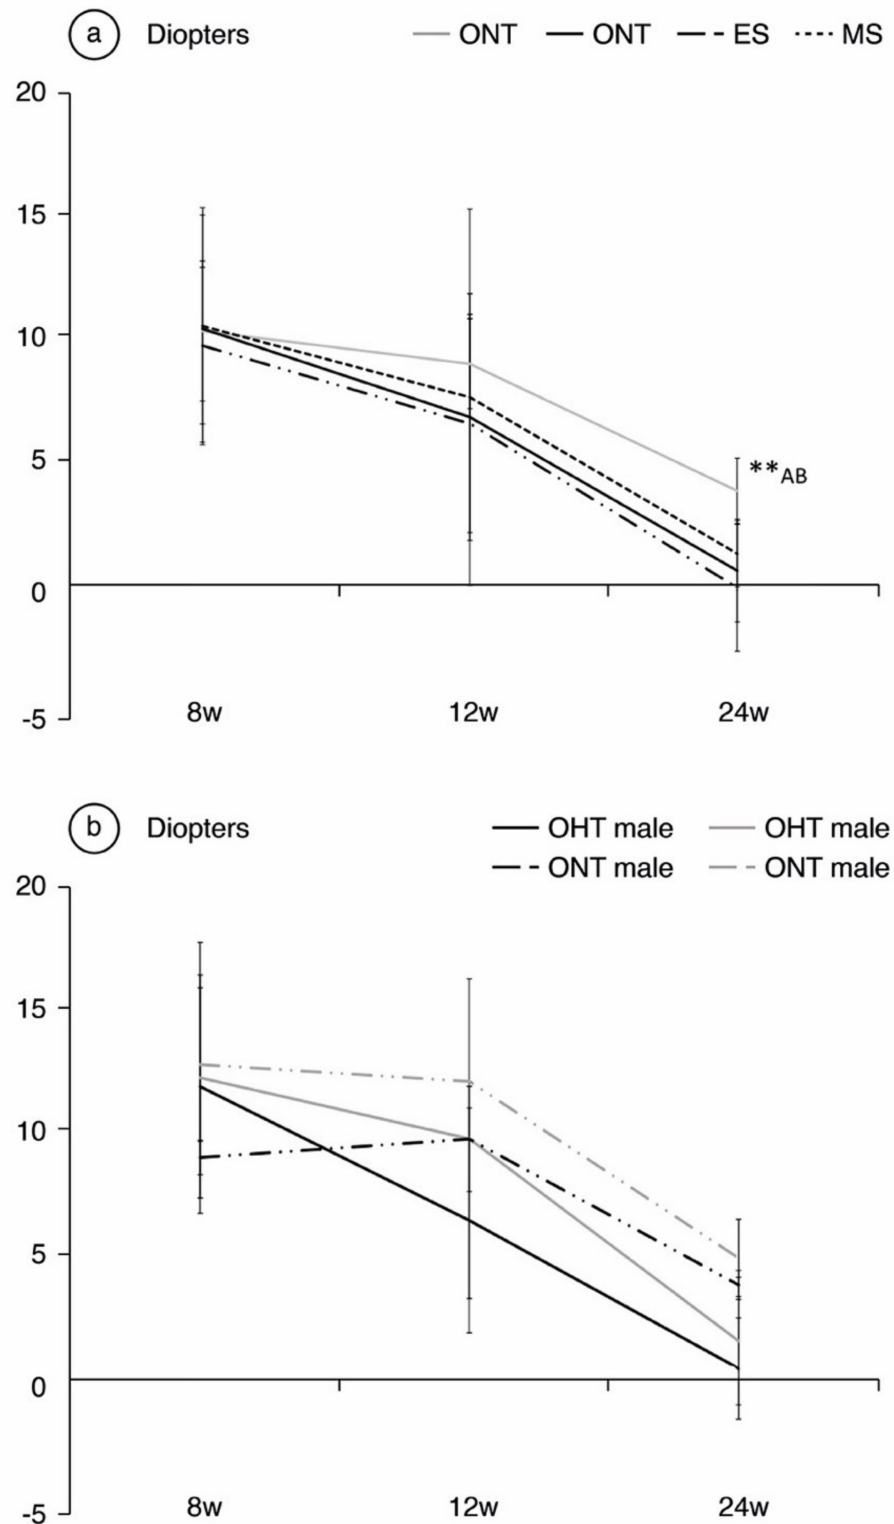 a Diopters ONT ONT ES MS
20
15
10
5
**AB
0
-5
8w 12w 24w
b Diopters OHT male OHT male
ONT male ONT male
20
15
10
5
0
-5
8w 12w 24w